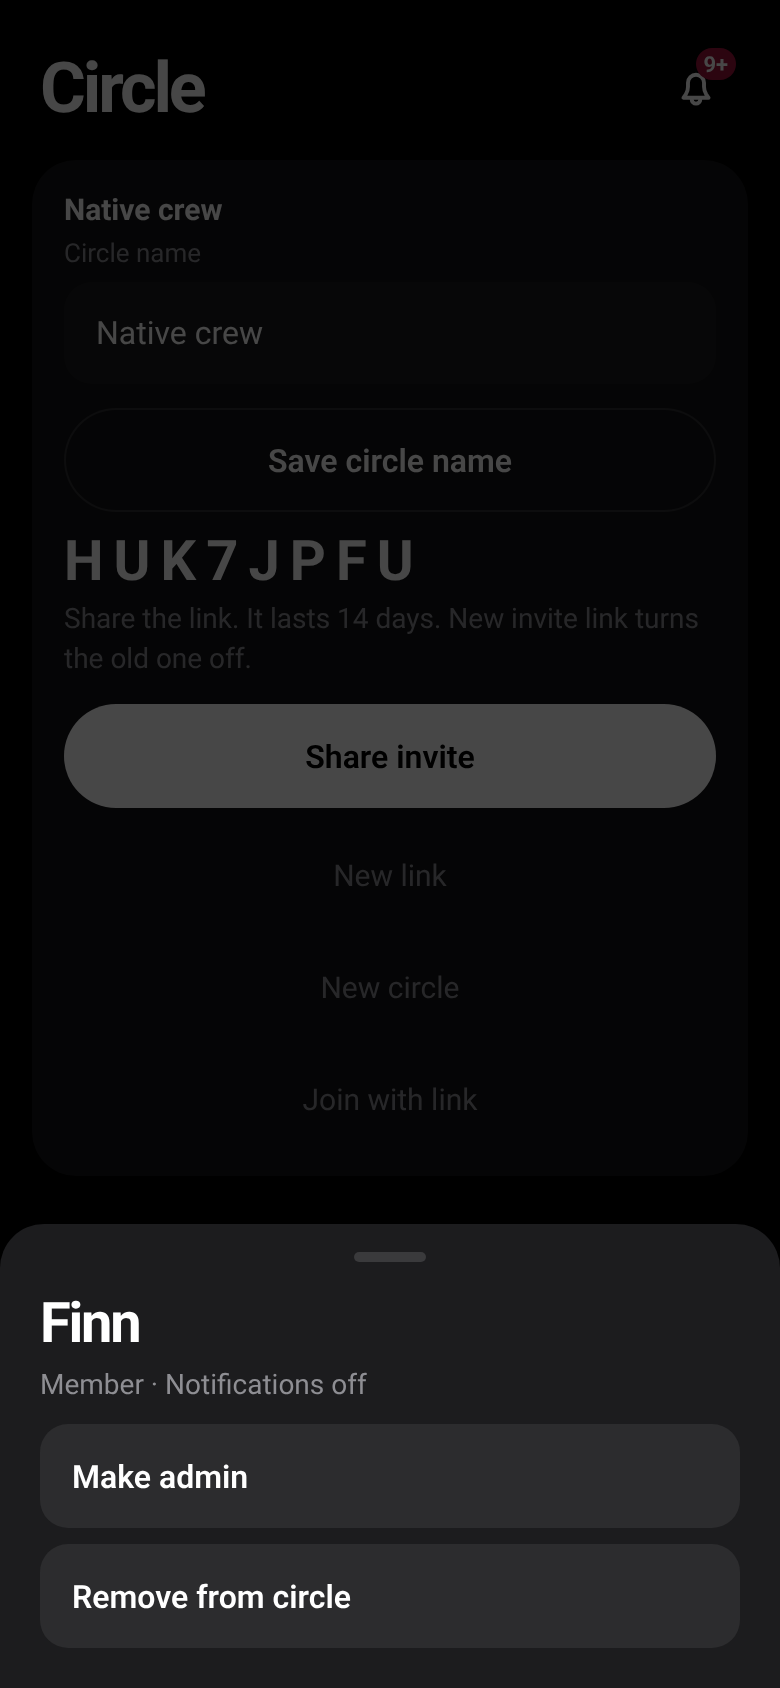 Circle
9+
Native crew
Circle name
Native crew
Save circle name
HUK7JPFU
Share the link. It lasts 14 days. New invite link turns
the old one off.
Share invite
New link
New circle
Join with link
Finn
Member · Notifications off
Make admin
Remove from circle